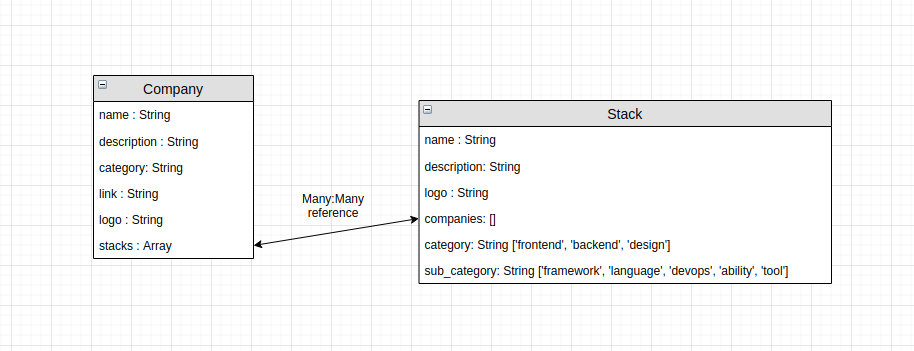 Company
name : String
description : String
category: String
link : String
logo : String
stacks : Array
Many:Many
reference
Stack
name : String
description: String
logo : String
companies: []
category: String ['frontend', 'backend', 'design']
sub_category: String ['framework', 'language', 'devops', 'ability', 'tool']